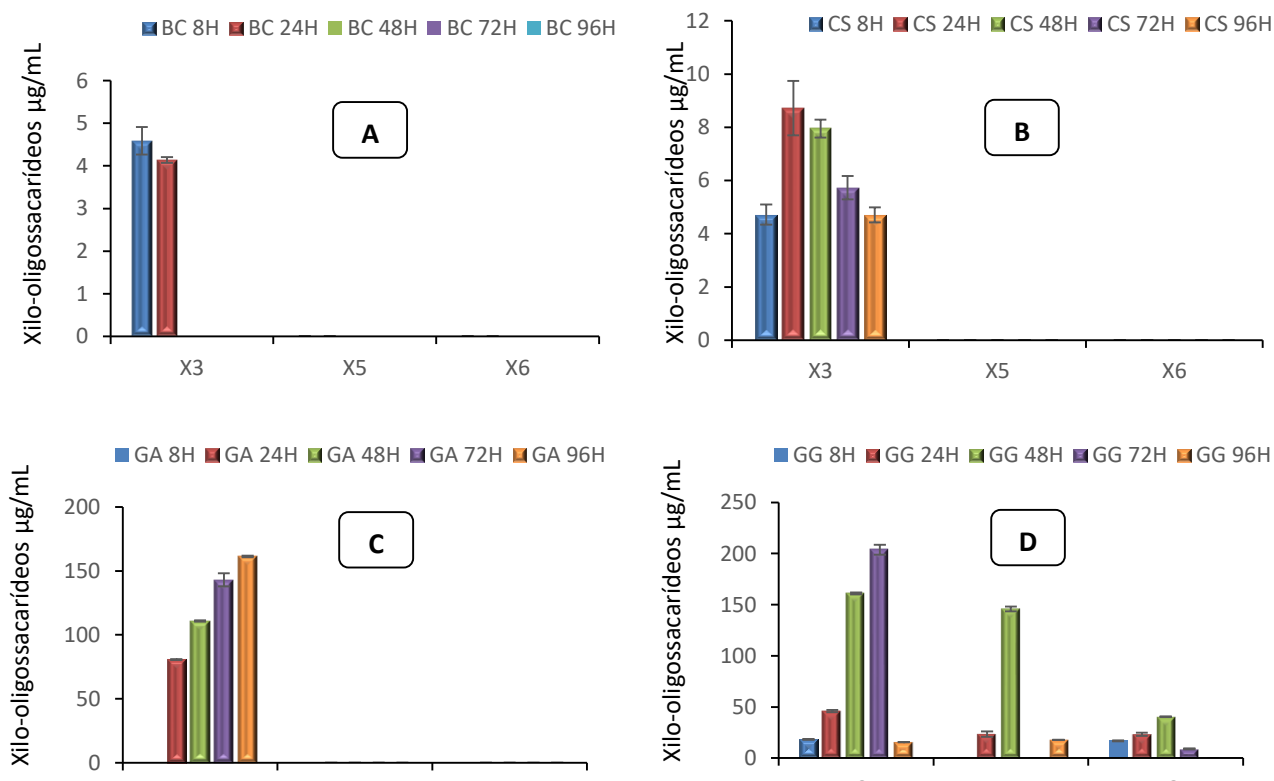 BC 8H BC 24H BC 48H BC 72H BC 96H
Xilo-oligossacarídeos µg/mL
6
5
4
3
2
1
0
A
X3 X5 X6
CS 8H CS 24H CS 48H CS 72H CS 96H
Xilo-oligossacarídeos µg/mL
12
10
8
6
4
2
0
B
X3 X5 X6
GA 8H GA 24H GA 48H GA 72H GA 96H
Xilo-oligossacarídeos µg/mL
200
150
100
50
0
C
GG 8H GG 24H GG 48H GG 72H GG 96H
Xilo-oligossacarídeos µg/mL
250
200
150
100
50
0
D